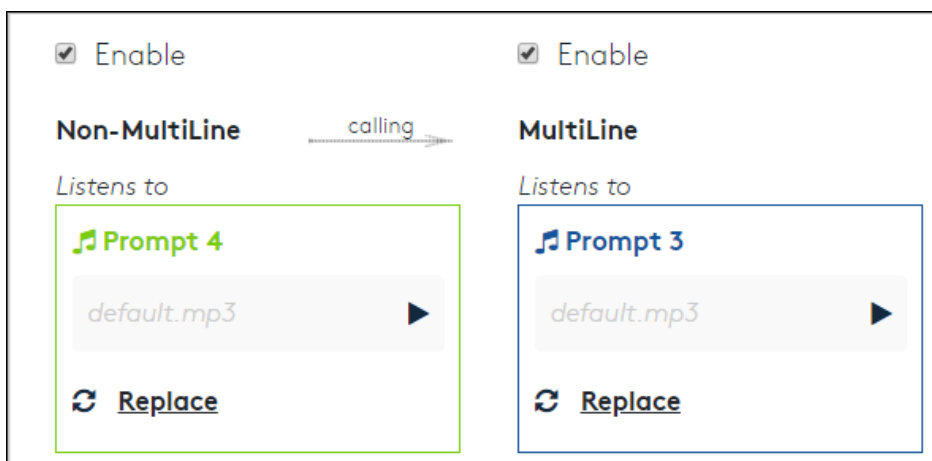 Enable
Enable
Non-MultiLine calling MultiLine
Listens to
Listens to
Prompt 4
Prompt 3
default.mp3
default.mp3
Replace
Replace